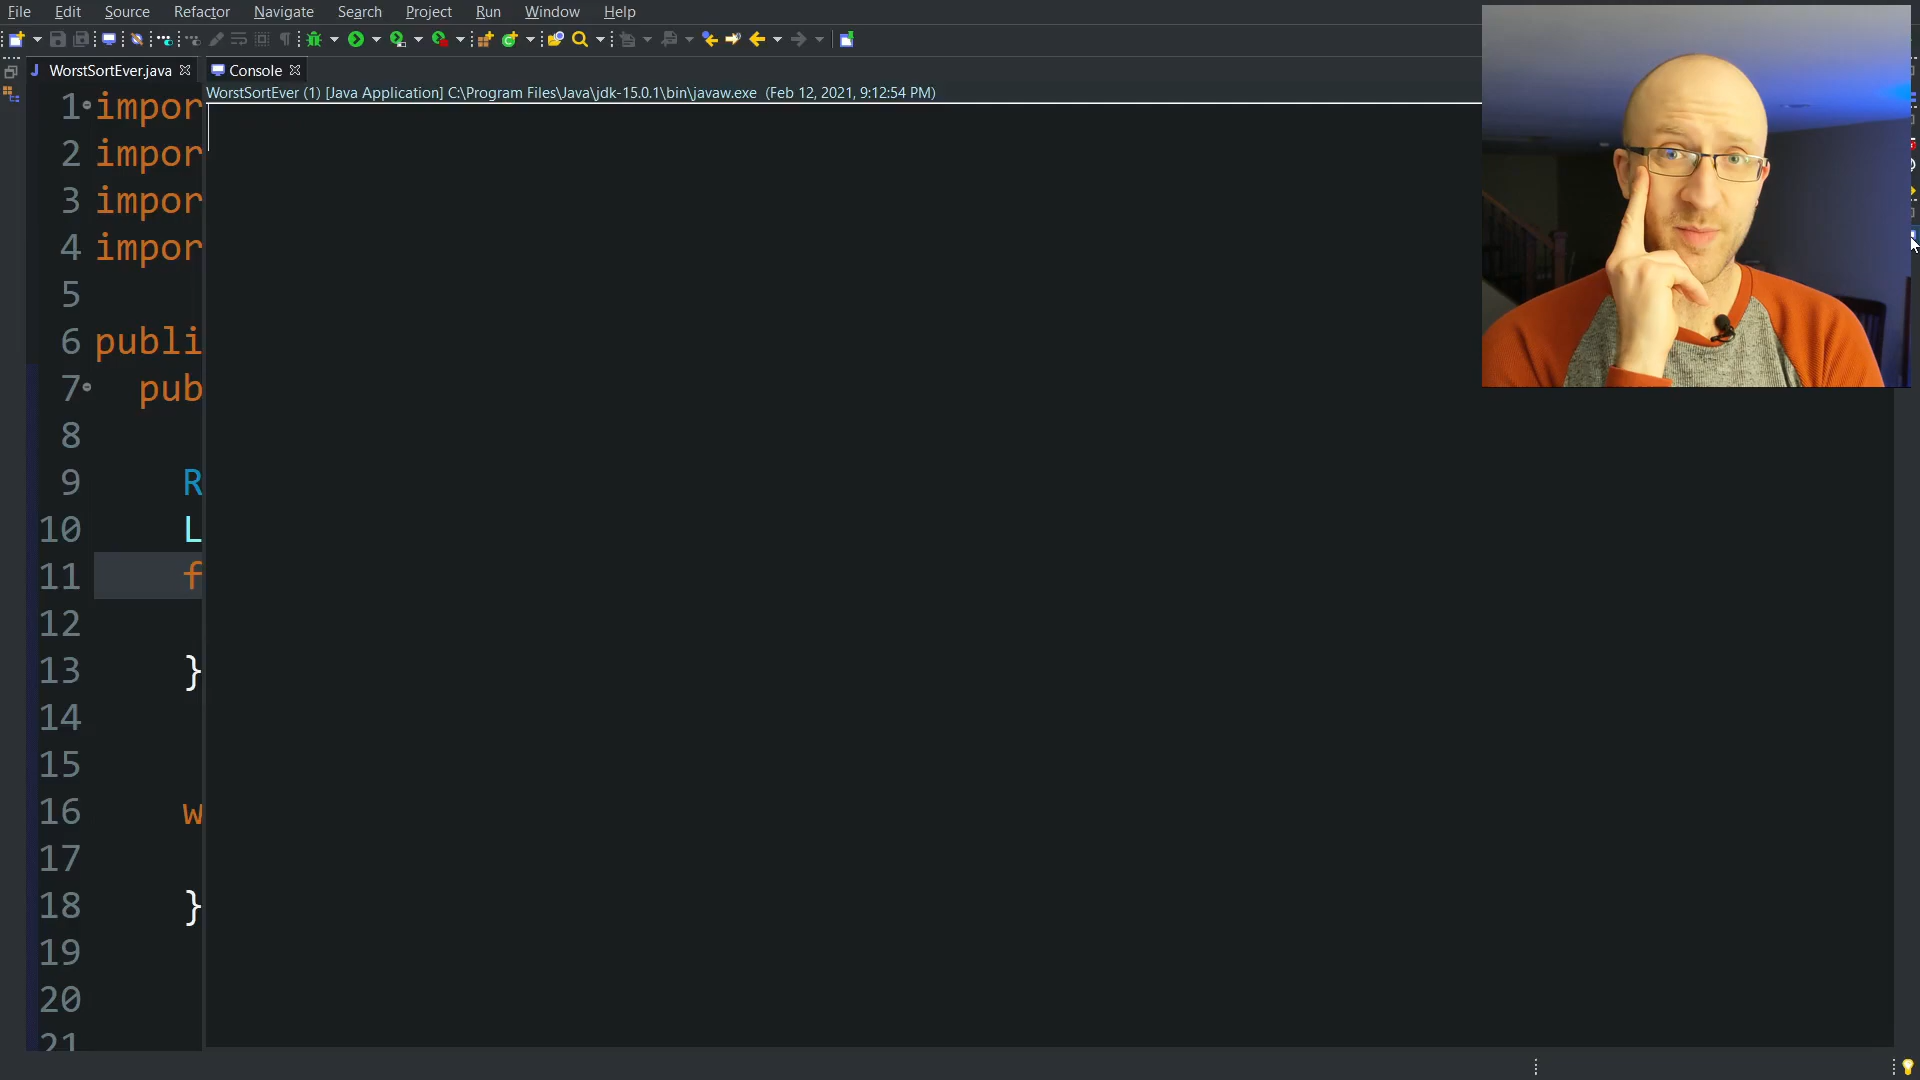 File Edit Source Refactor Navigate Search Project Run Window Help
WorstSortEver.java Console
WorstSortEver (1) [Java Application] C:\Program Files\Java\jdk-15.0.1\bin\javaw.exe (Feb 12, 2021, 9:12:54 PM)
1 impor
2 impor
3 impor
4 impor
5
6 publi
7 pub
8
9 R
10 L
11 f
12
13 }
14
15
16 w
17
18 }
19
20
21